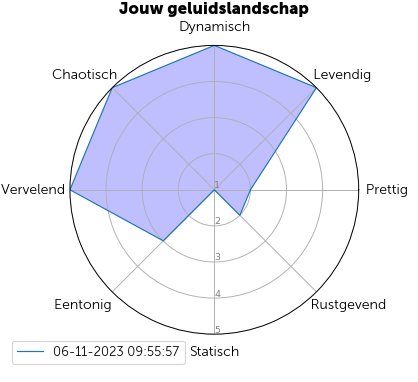 Jouw geluidslandschap
Dynamisch
Chaotisch
Levendig
Vervelend
1
Prettig
2
3
4
Eentonig
Rustgevend
5
06-11-2023 09:55:57
Statisch